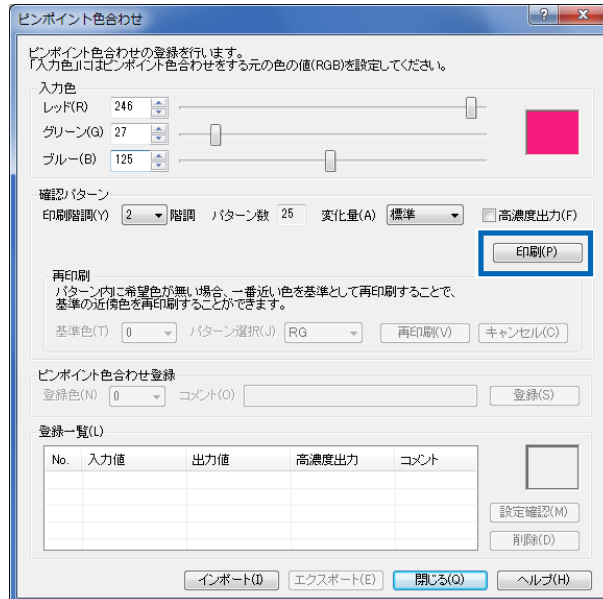 ピンポイント色合わせ
ピンポイント色合わせの登録を行います。
「入力色」にはピンポイント色合わせをする元の色の値(RGB)を設定してください。
入力色
レッド(R) 246
グリーン(G) 27
ブルー(B) 125
確認パターン
印刷階調(Y) 2 階調 パターン数 25 変化量(A) 標準 高濃度出力(F)
印刷(P)
再印刷
パターン内に希望色が無い場合、一番近い色を基準として再印刷することで、
基準の近傍色を再印刷することができます。
基準色(T) 0 パターン選択(J) RG 再印刷(V) キャンセル(C)
ピンポイント色合わせ登録
登録色(N) 0 コメント(O) 登録(S)
登録一覧(L)
No. 入力値 出力値 高濃度出力 コメント
設定確認(M)
削除(D)
インポート(I) エクスポート(E) 閉じる(Q) ヘルプ(H)